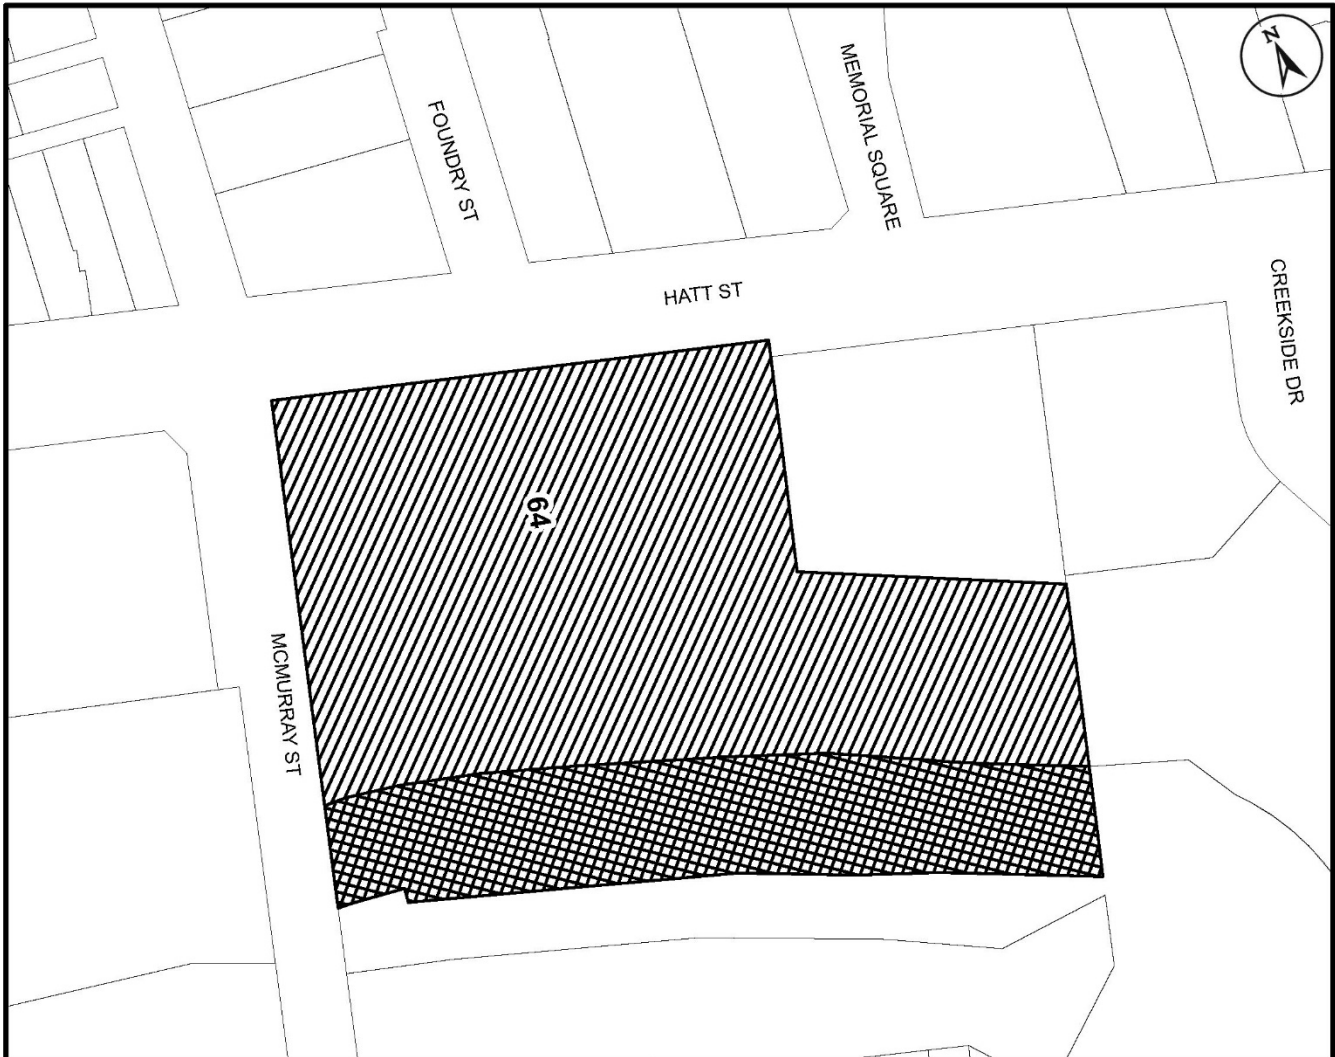 N
MEMORIAL SQUARE
FOUNDRY ST
HATT ST
CREEKSIDE DR
64
MCMURRAY ST